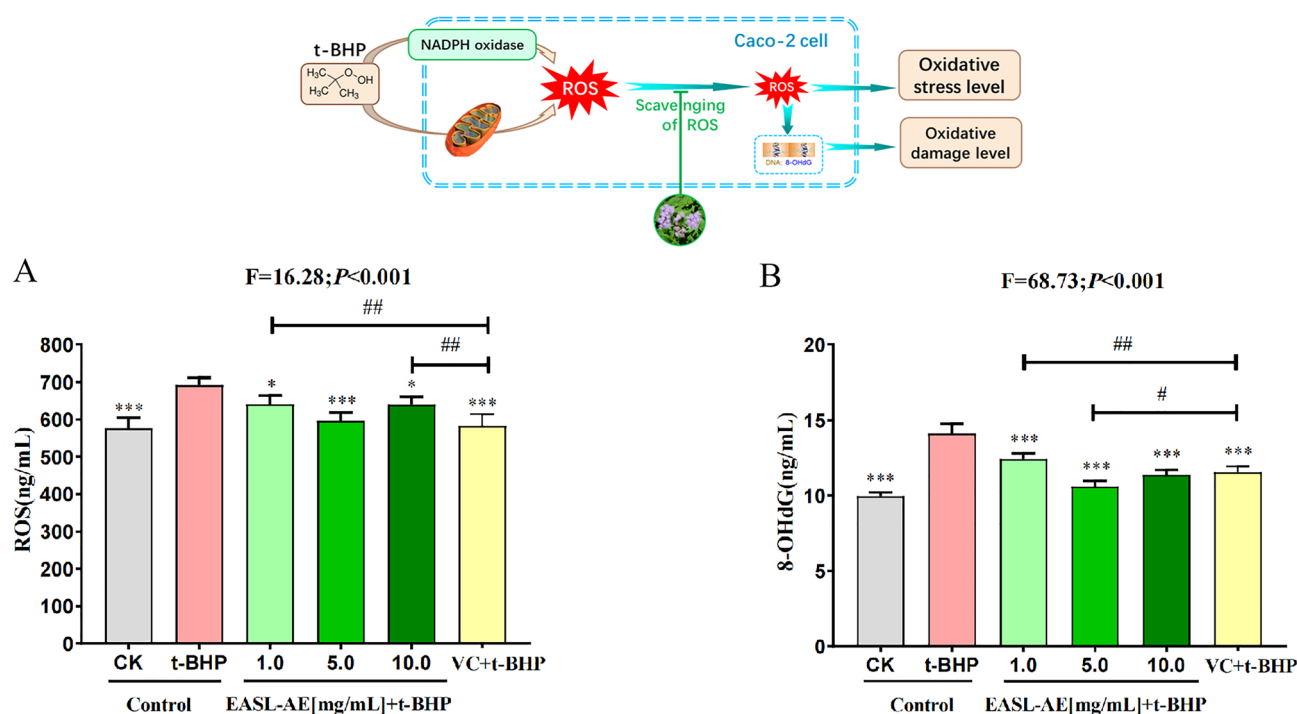 t-BHP
H₃C
H₃C
CH₃
O
O
OH
NADPH oxidase
Caco-2 cell
ROS
Scavenging
of ROS
ROS
DNA: 8-OHdG
Oxidative
stress level
Oxidative
damage level
A
F=16.28;P<0.001
##
##
***
*
***
*
***
ROS(ng/mL)
800
700
600
500
400
300
200
100
0
CK
t-BHP
1.0
5.0
10.0
VC+t-BHP
Control
EASL-AE[mg/mL]+t-BHP
B
F=68.73;P<0.001
##
#
***
***
***
***
***
8-OHdG(ng/mL)
20
15
10
5
0
CK
t-BHP
1.0
5.0
10.0
VC+t-BHP
Control
EASL-AE[mg/mL]+t-BHP